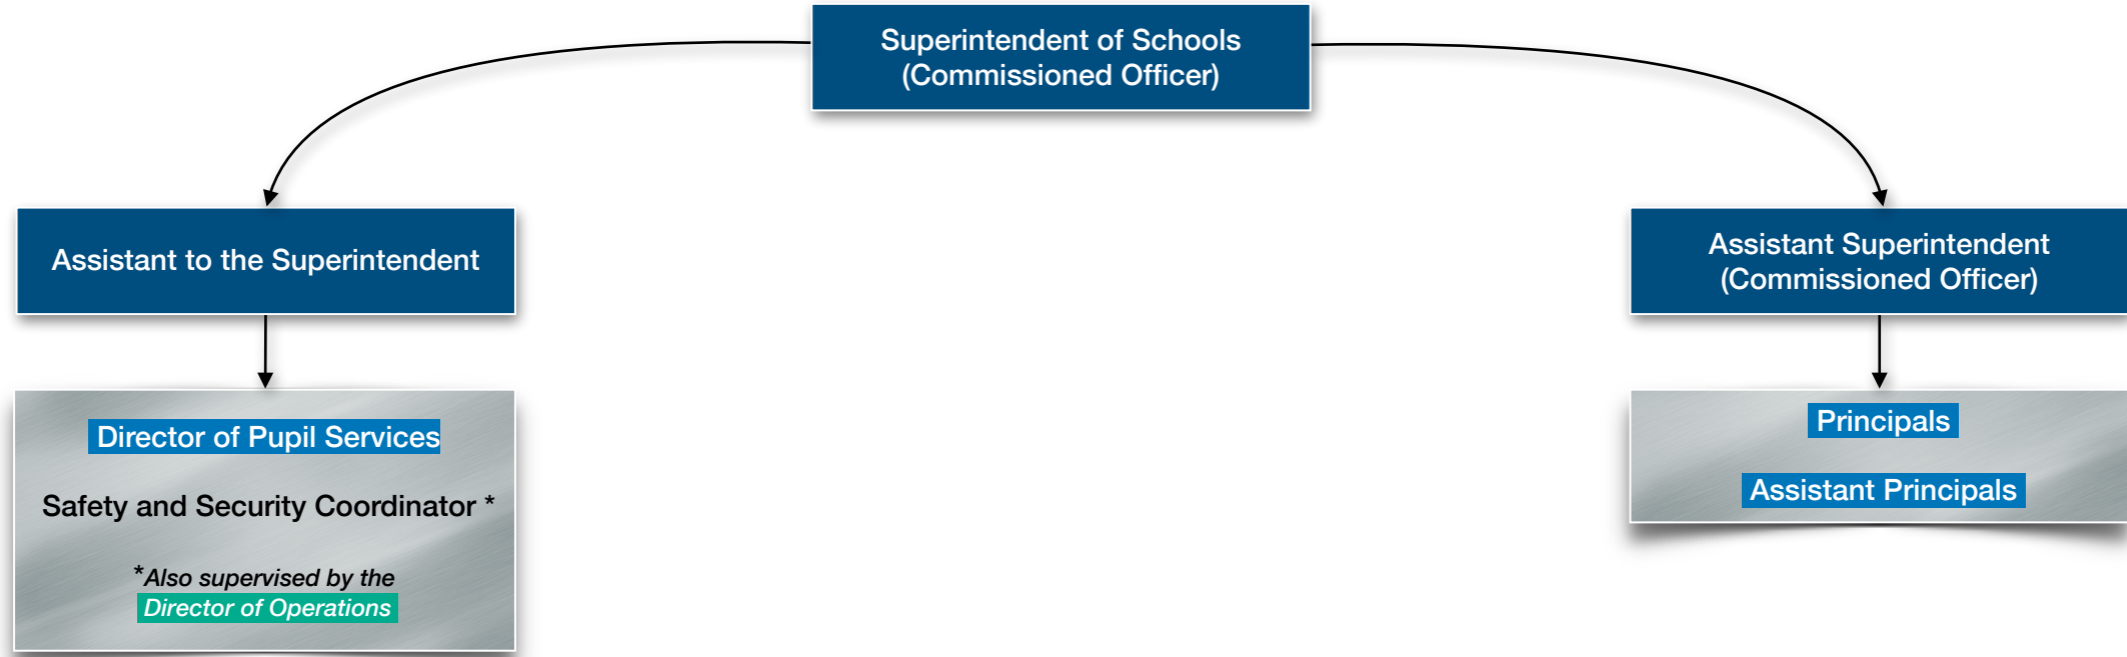 Superintendent of Schools
(Commissioned Officer)
Assistant to the Superintendent
Assistant Superintendent
(Commissioned Officer)
Director of Pupil Services
Safety and Security Coordinator *
*Also supervised by the
Director of Operations
Principals
Assistant Principals